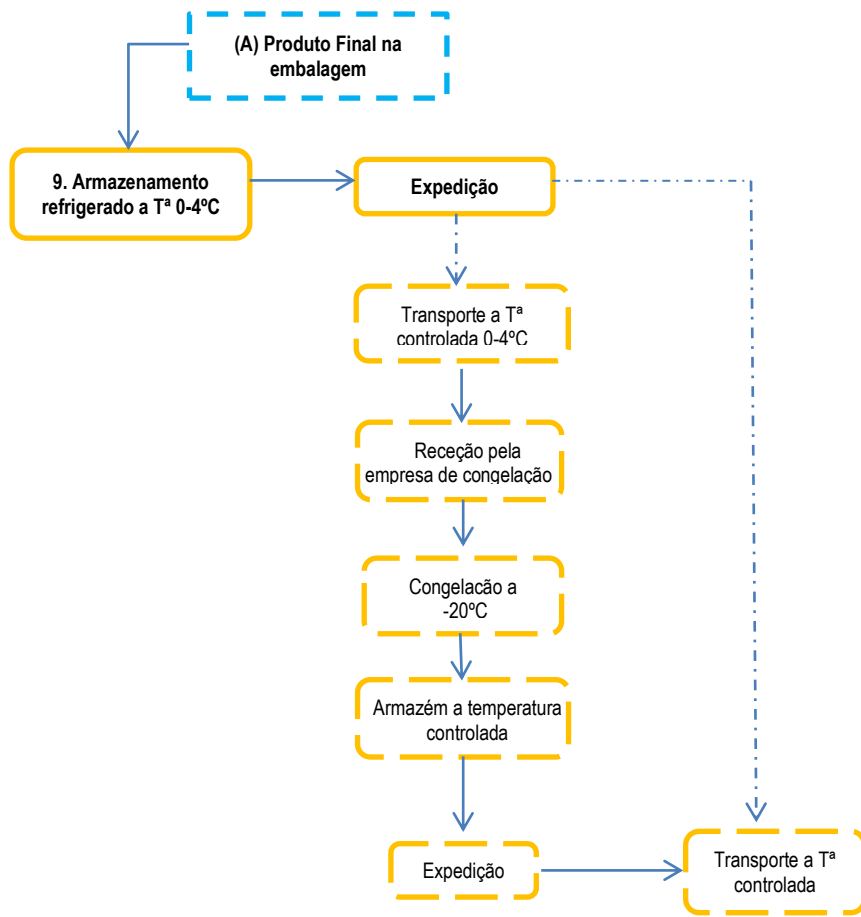 (A) Produto Final na
embalagem
9. Armazenamento
refrigerado a Tª 0-4ºC
Expedição
Transporte a Tª
controlada 0-4ºC
Receção pela
empresa de congelação
Congelacão a
-20ºC
Armazém a temperatura
controlada
Expedição
Transporte a Tª
controlada